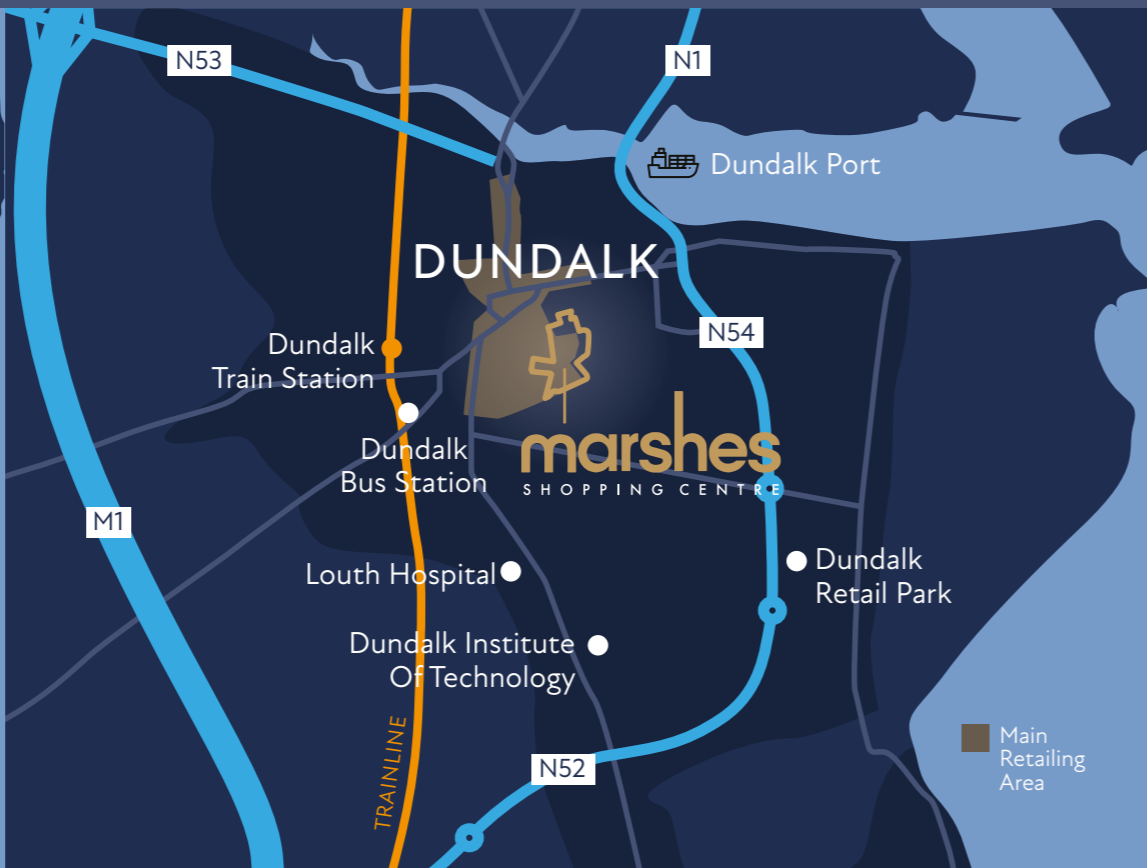 N53
N1
Dundalk Port
DUNDALK
N54
Dundalk
Train Station
Dundalk
Bus Station
marshes
SHOPPING CENTRE
M1
Louth Hospital
Dundalk
Retail Park
Dundalk Institute
Of Technology
TRAINLINE
N52
Main
Retailing
Area